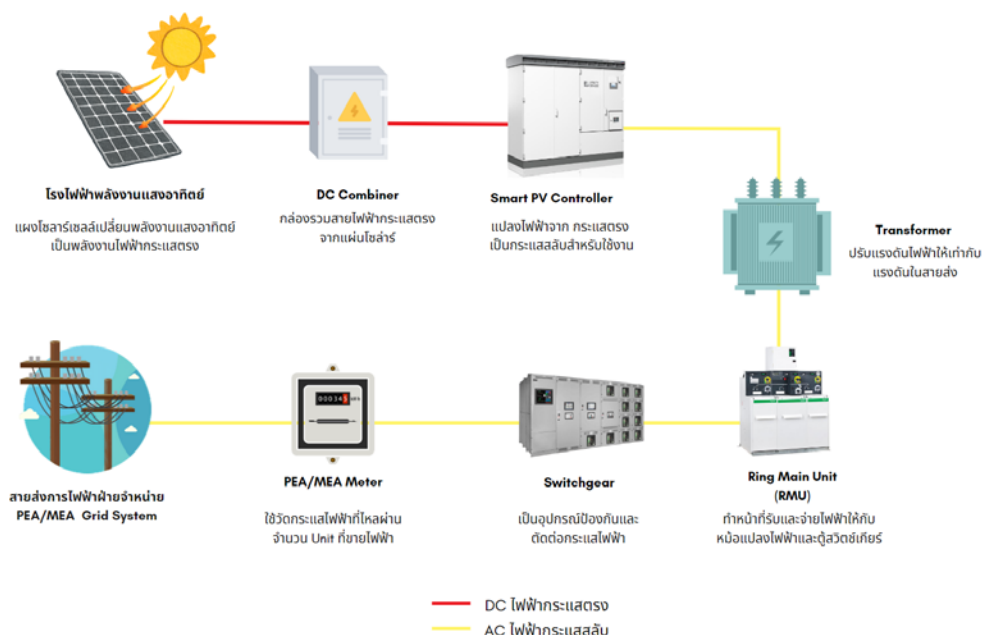 โรงไฟฟ้าพลังงานแสงอาทิตย์
แผงโซลาร์เซลล์เปลี่ยนพลังงานแสงอาทิตย์
เป็นพลังงานไฟฟ้ากระแสตรง
DC Combiner
กล่องรวมสายไฟฟ้ากระแสตรง
จากแผ่นโซล่าร์
Smart PV Controller
แปลงไฟฟ้าจาก กระแสตรง
เป็นกระแสสลับสำหรับใช้งาน
Transformer
ปรับแรงดันไฟฟ้าให้เท่ากับ
แรงดันในสายส่ง
สายส่งการไฟฟ้าฝ่ายจำหน่าย
PEA/MEA Grid System
PEA/MEA Meter
ใช้วัดกระแสไฟฟ้าที่ไหลผ่าน
จำนวน Unit ที่ขายไฟฟ้า
Switchgear
เป็นอุปกรณ์ป้องกันและ
ตัดต่อกระแสไฟฟ้า
Ring Main Unit
(RMU)
ทำหน้าที่รับและจ่ายไฟฟ้าให้กับ
หม้อแปลงไฟฟ้าและตู้สวิตช์เกียร์
DC ไฟฟ้ากระแสตรง
AC ไฟฟ้ากระแสสลับ